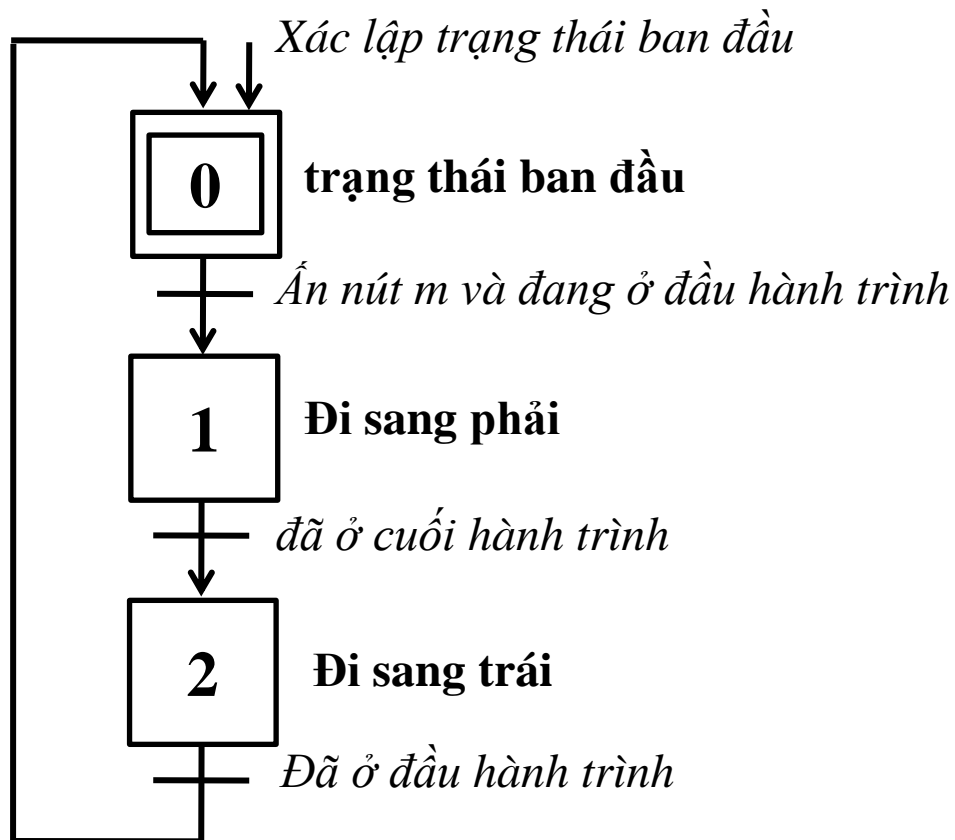 Xác lập trạng thái ban đầu
0 trạng thái ban đầu
Ấn nút m và đang ở đầu hành trình
1 Đi sang phải
đã ở cuối hành trình
2 Đi sang trái
Đã ở đầu hành trình